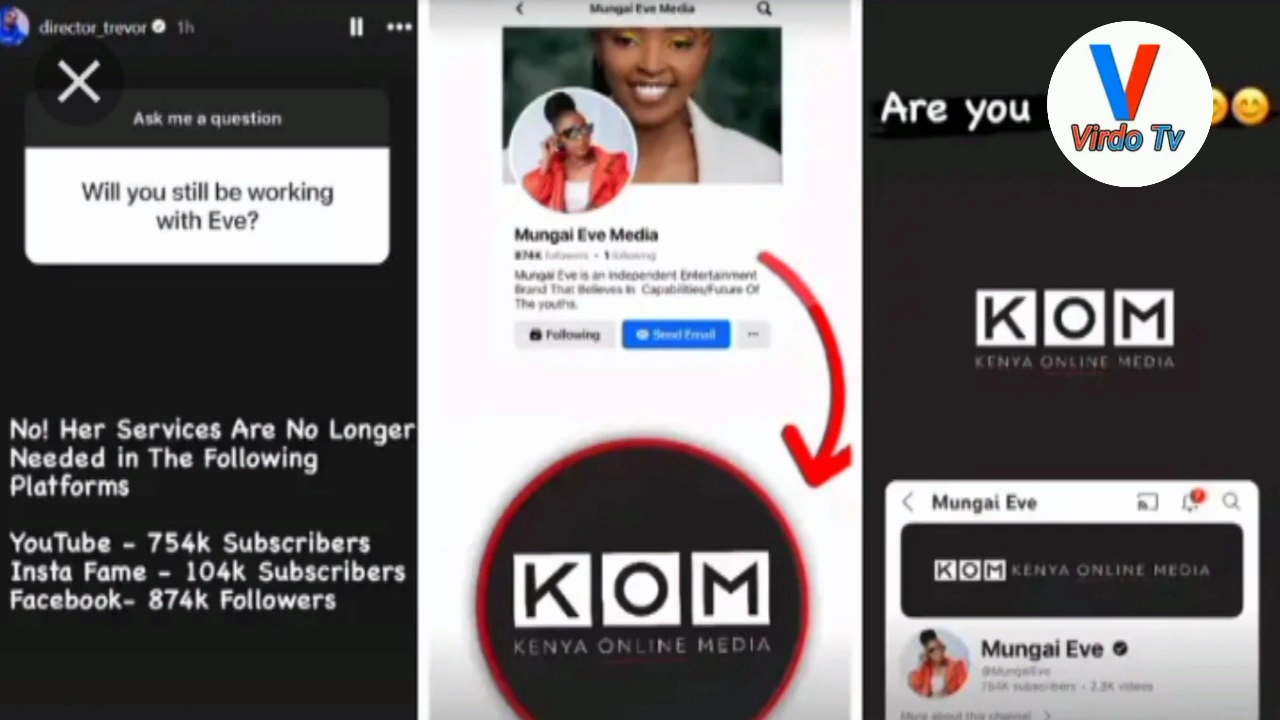 director_trevor 1h
Ask me a question
Will you still be working
with Eve?
No! Her Services Are No Longer
Needed in The Following
Platforms
YouTube - 754k Subscribers
Insta Fame - 104k Subscribers
Facebook- 874k Followers
Mungai Eve Media
Mungai Eve Media
874K followers • 1 following
Mungai Eve is an Independent Entertainment
Brand That Believes In Capabilities/Future Of
The youths.
Following
Send Email
KOM
KENYA ONLINE MEDIA
Are you
V
Virdo Tv
KOM
KENYA ONLINE MEDIA
Mungai Eve
7
KOM KENYA ONLINE MEDIA
Mungai Eve
@MungaiEve
754K subscribers • 2.3K videos
More about this channel